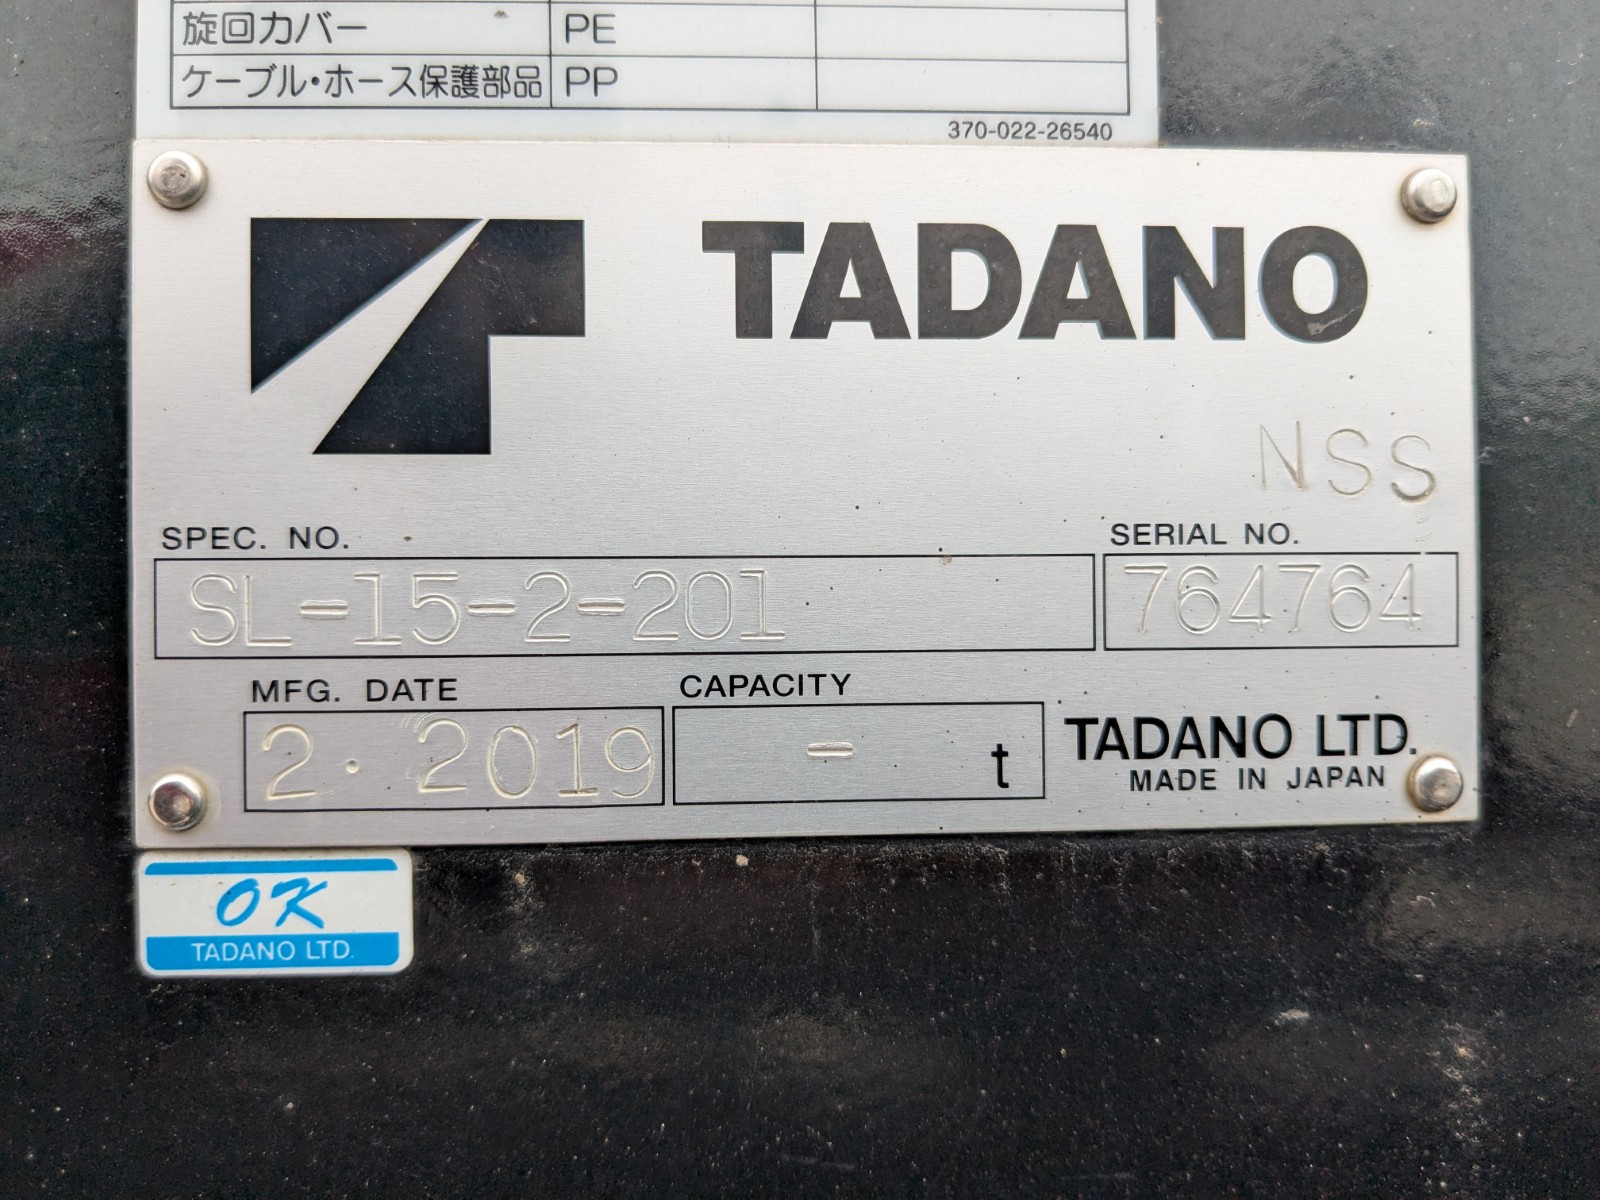 旋回カバー PE
ケーブル・ホース保護部品 PP
370-022-26540
TADANO
NSS
SPEC. NO. SERIAL NO.
SL-15-2-201 764764
MFG. DATE CAPACITY
2. 2019 - t
TADANO LTD.
MADE IN JAPAN
OK
TADANO LTD.